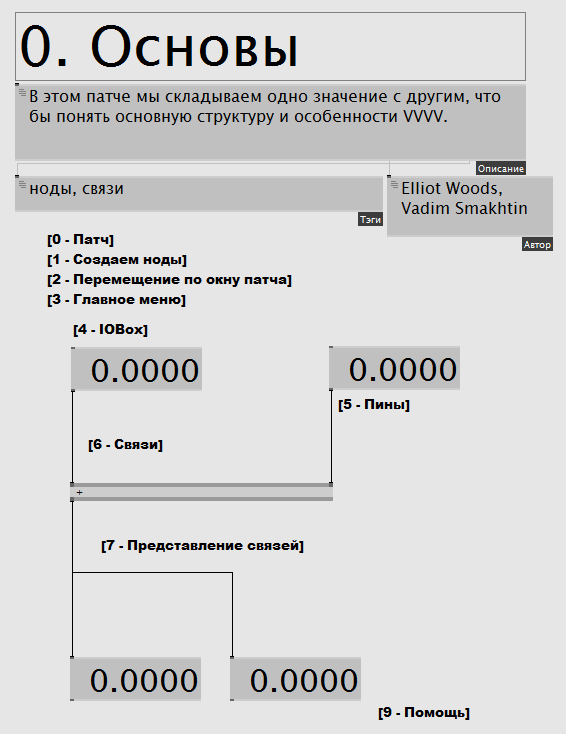 0. Основы
В этом патче мы складываем одно значение с другим, что
бы понять основную структуру и особенности VVVV.
Описание
ноды, связи
Тэги
Elliot Woods,
Vadim Smakhtin
Автор
[0 - Патч]
[1 - Создаем ноды]
[2 - Перемещение по окну патча]
[3 - Главное меню]
[4 - IOBox]
0.0000
0.0000
[5 - Пины]
[6 - Связи]
+
[7 - Представление связей]
0.0000
0.0000
[9 - Помощь]